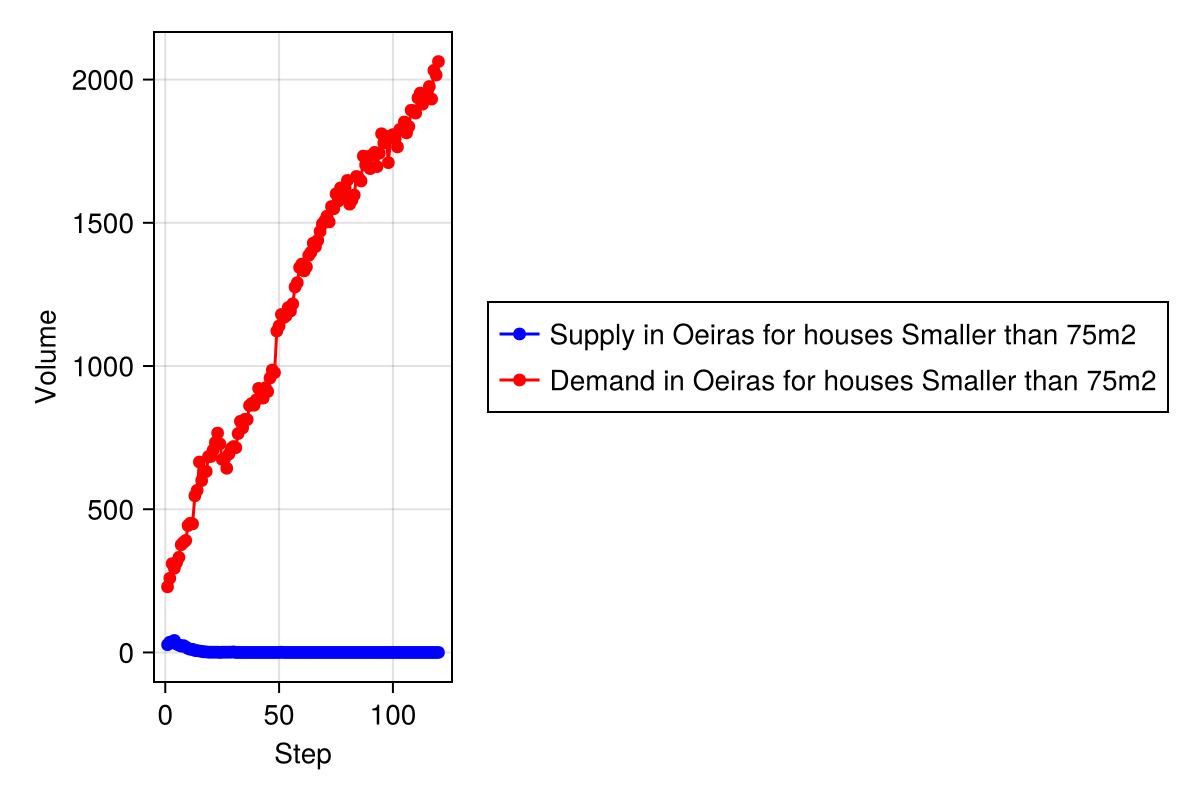 2000
1500
1000
500
0
Volume
0 50 100
Step
Supply in Oeiras for houses Smaller than 75m2
Demand in Oeiras for houses Smaller than 75m2